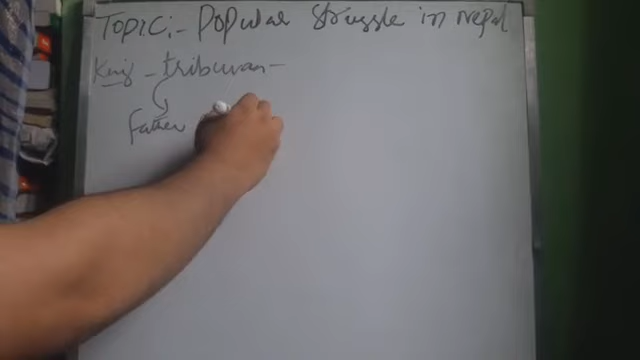 TOPIC:- Popular Struggle in nepal
King - tribuvan -
Father